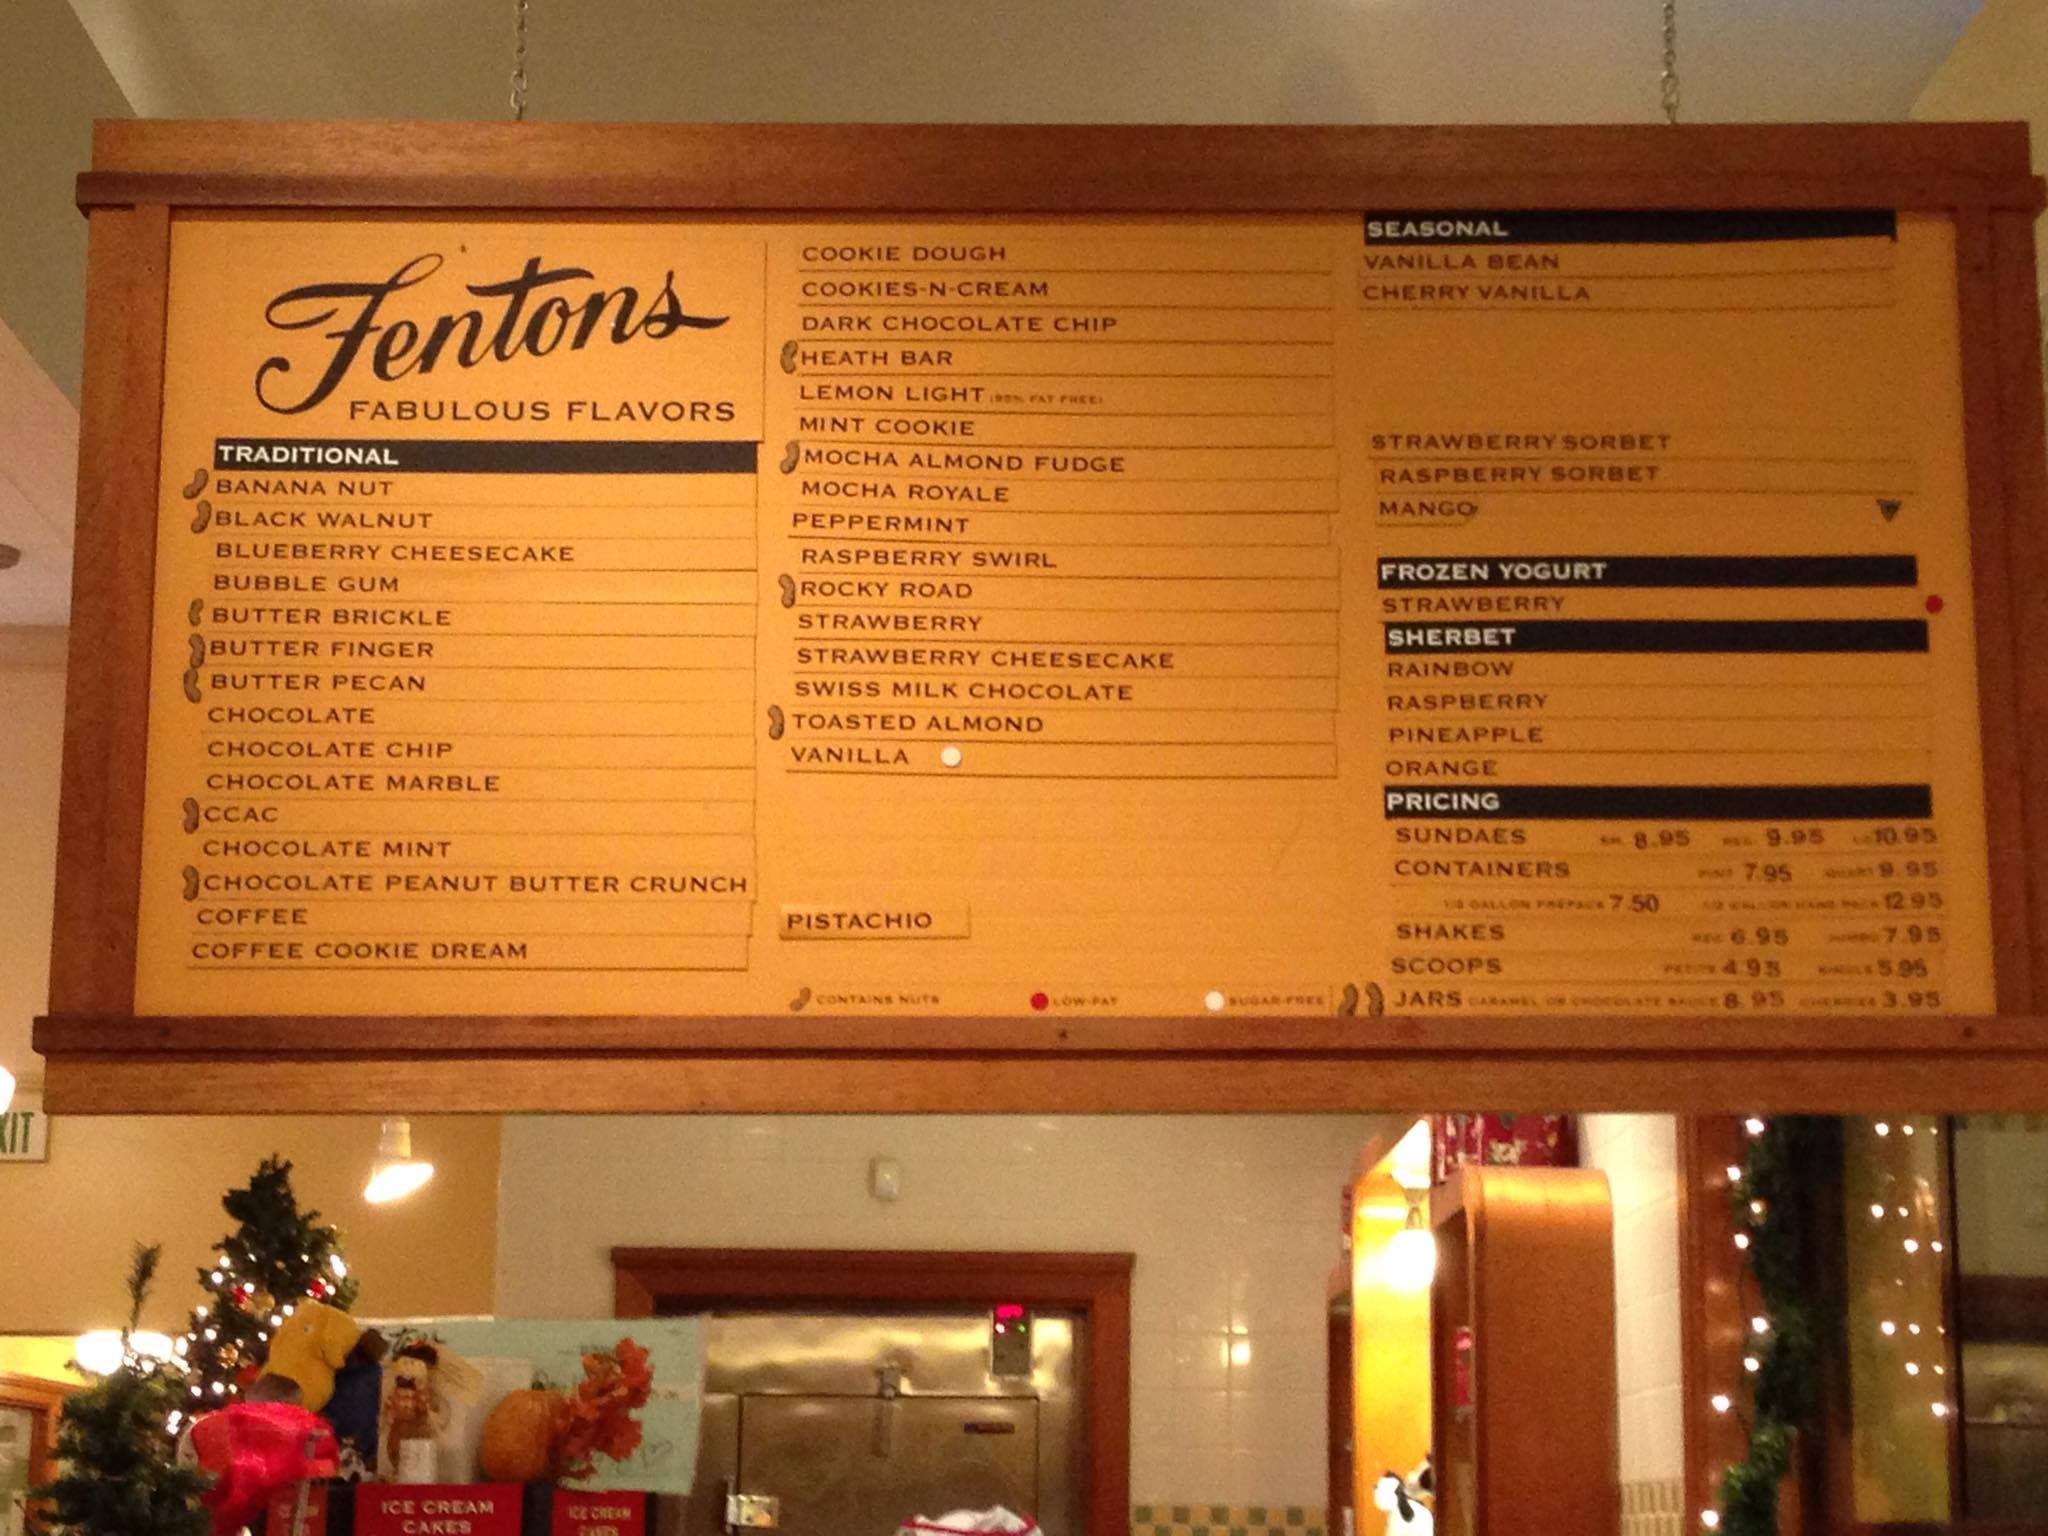 Fentons
FABULOUS FLAVORS
TRADITIONAL
BANANA NUT
BLACK WALNUT
BLUEBERRY CHEESECAKE
BUBBLE GUM
BUTTER BRICKLE
BUTTER FINGER
BUTTER PECAN
CHOCOLATE
CHOCOLATE CHIP
CHOCOLATE MARBLE
CCAC
CHOCOLATE MINT
CHOCOLATE PEANUT BUTTER CRUNCH
COFFEE
COFFEE COOKIE DREAM
COOKIE DOUGH
COOKIES-N-CREAM
DARK CHOCOLATE CHIP
HEATH BAR
LEMON LIGHT
MINT COOKIE
MOCHA ALMOND FUDGE
MOCHA ROYALE
PEPPERMINT
RASPBERRY SWIRL
ROCKY ROAD
STRAWBERRY
STRAWBERRY CHEESECAKE
SWISS MILK CHOCOLATE
TOASTED ALMOND
VANILLA
PISTACHIO
CONTAINS NUTS LOW-FAT SUGAR-FREE
SEASONAL
VANILLA BEAN
CHERRY VANILLA
STRAWBERRY SORBET
RASPBERRY SORBET
MANGO
FROZEN YOGURT
STRAWBERRY
SHERBET
RAINBOW
RASPBERRY
PINEAPPLE
ORANGE
PRICING
SUNDAES SM. 8.95 REG. 9.95 LG 10.95
CONTAINERS PINT 7.95 QUART 9.95
1/2 GALLON PREPACK 7.50 1/2 GALLON HAND PACK 12.95
SHAKES REG. 6.95 JUMBO 7.95
SCOOPS PETITE 4.95 SINGLE 5.95
JARS CARAMEL OR CHOCOLATE SAUCE 8.95 CHERRIES 3.95
XIT
ICE CREAM
CAKES
ICE CREAM
CAKES